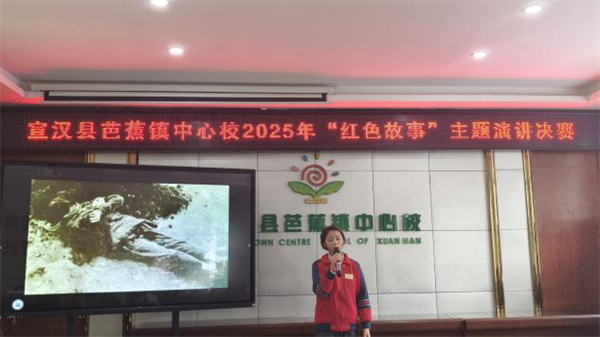 宣汉县芭蕉镇中心校2025年“红色故事”主题演讲决赛
县芭蕉镇中心校
OWN CENTRE OL OF XUAN HAN